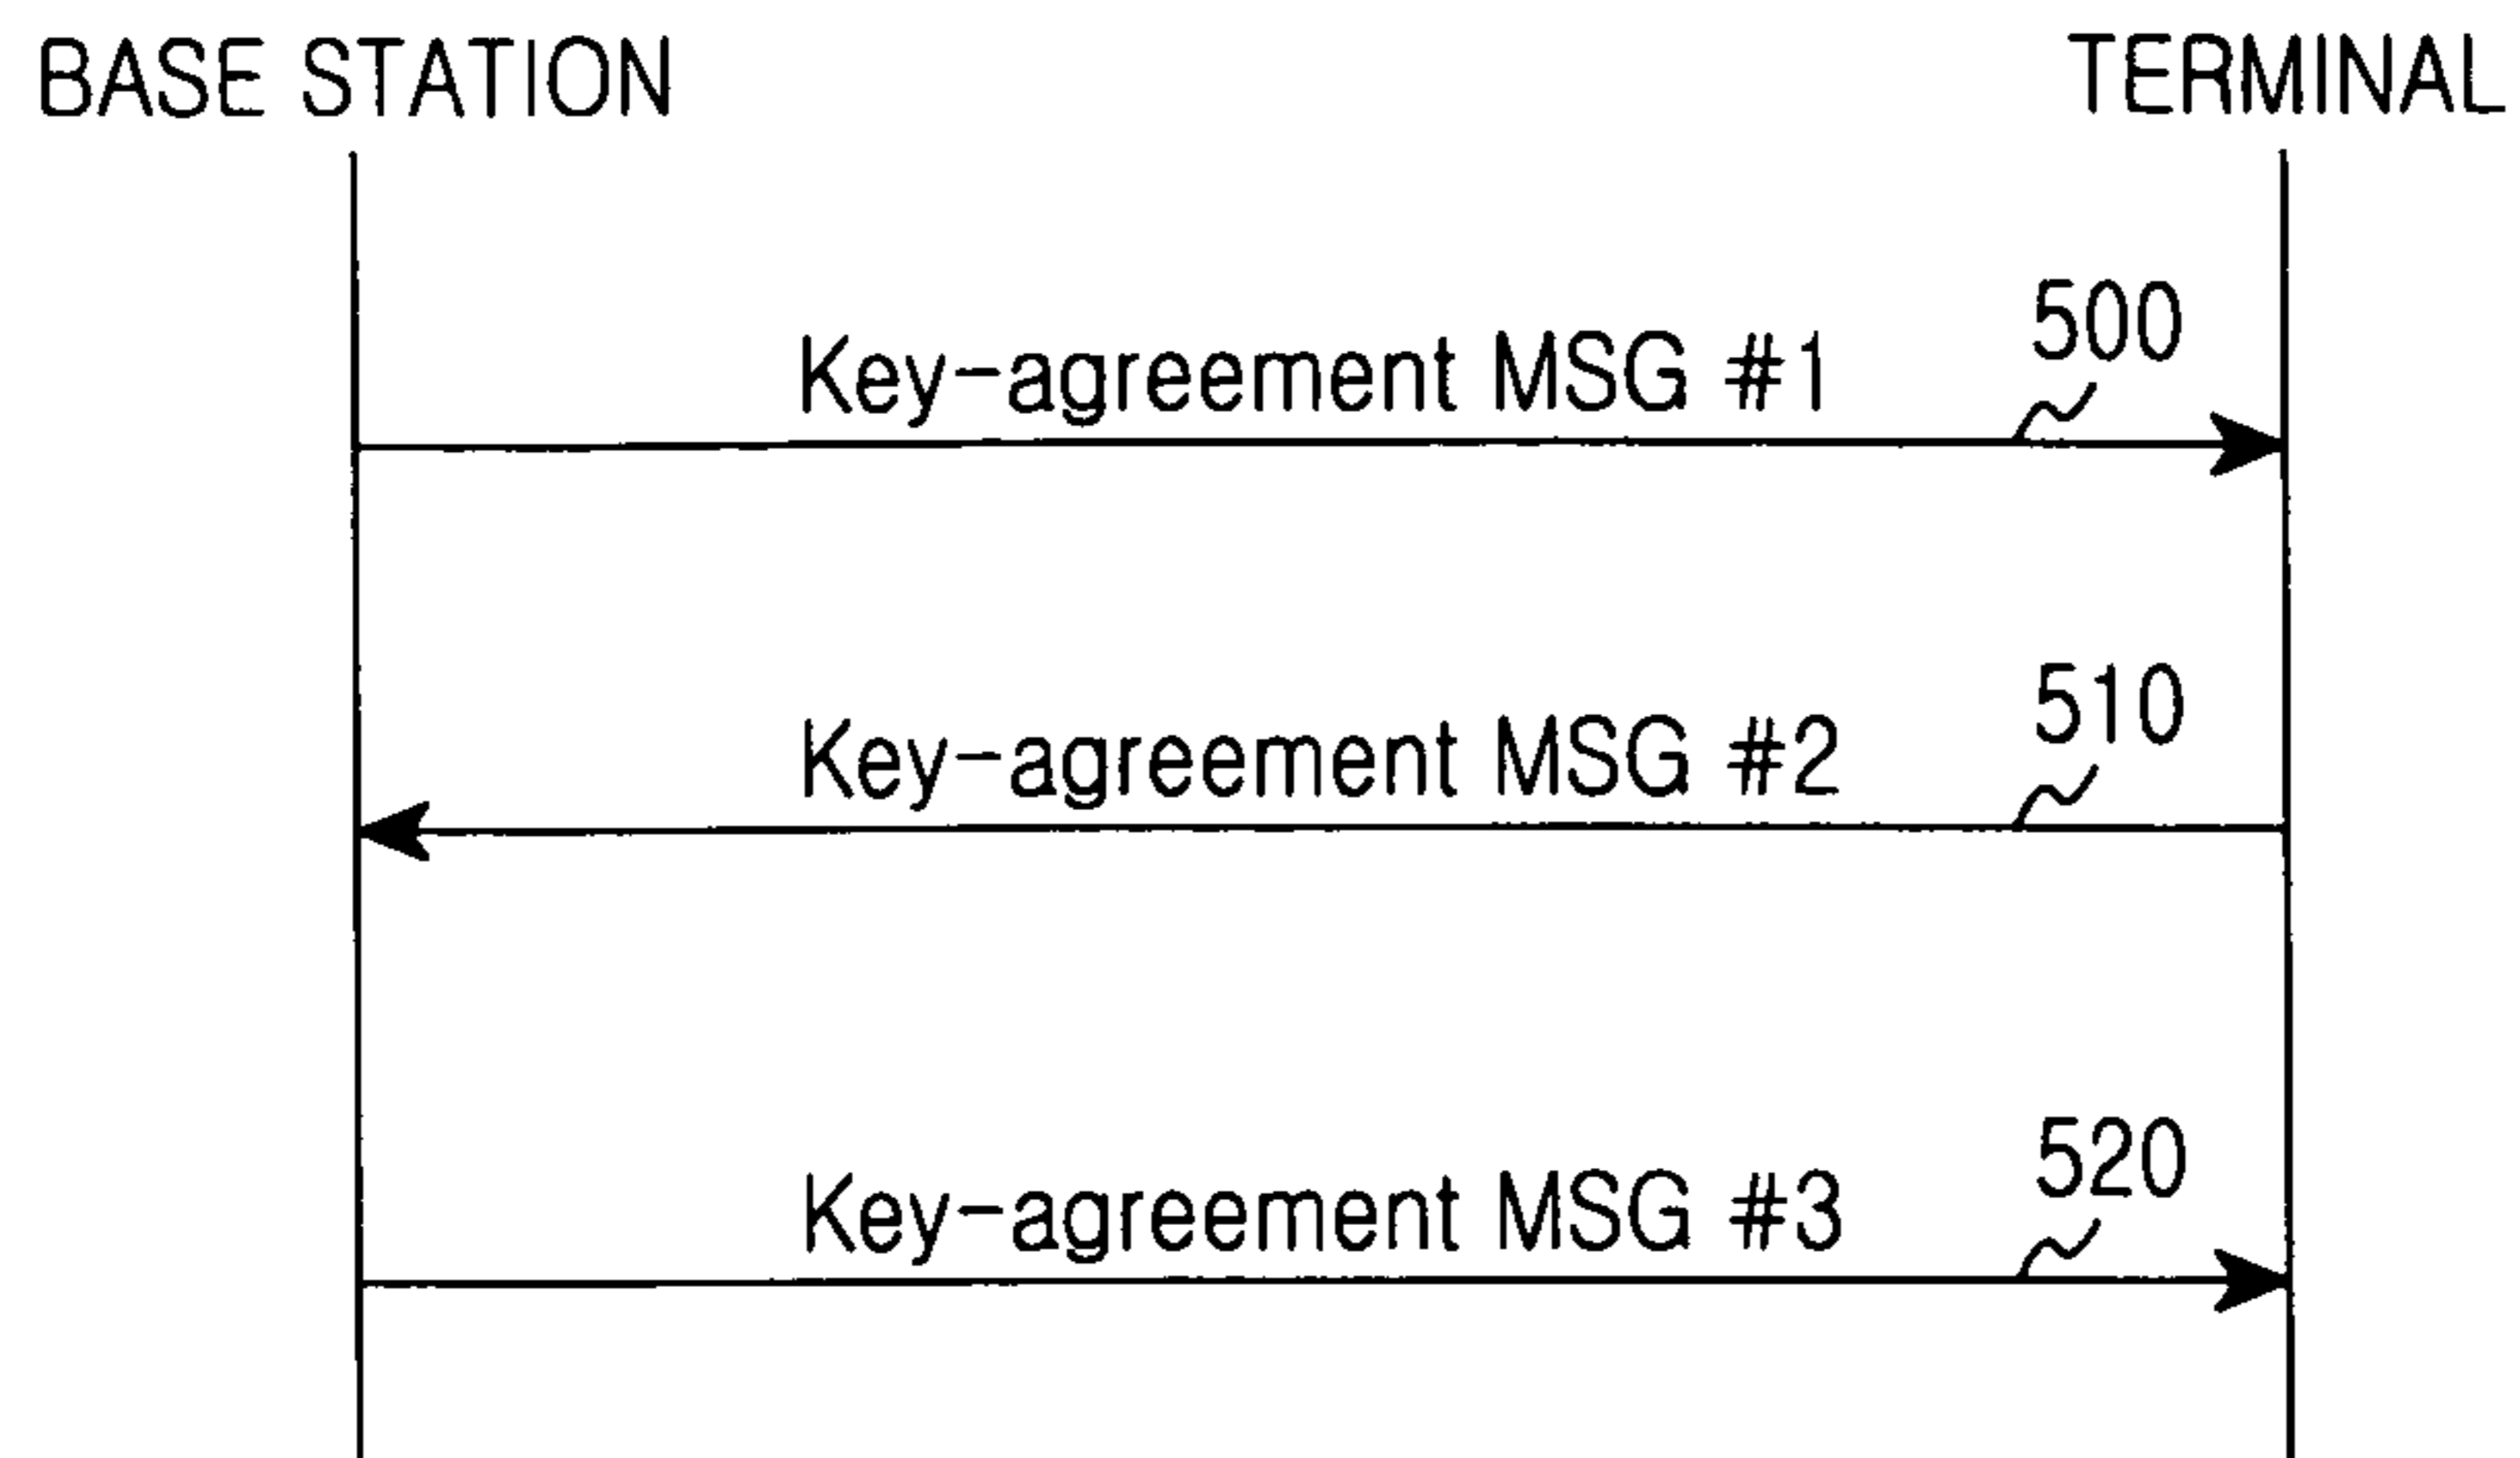 BASE STATION TERMINAL
500
Key-agreement MSG #1
510
Key-agreement MSG #2
520
Key-agreement MSG #3